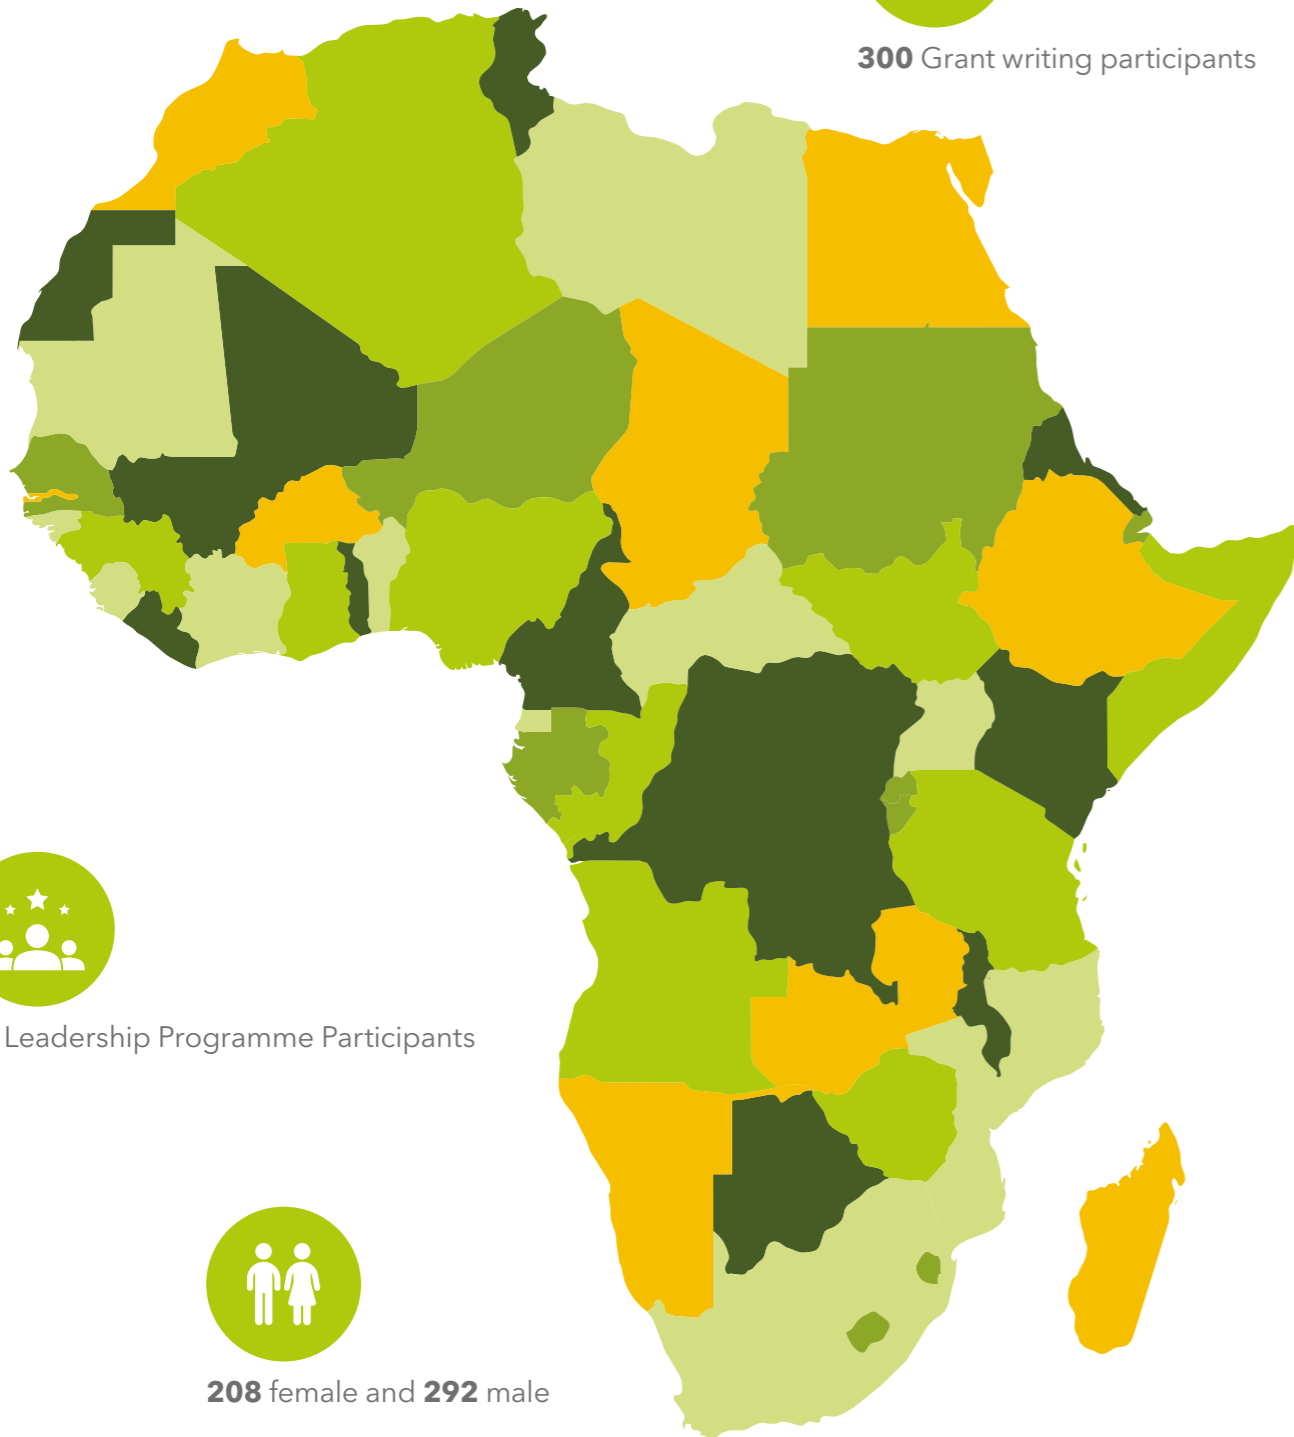 300 Grant writing participants
Leadership Programme Participants
208 female and 292 male